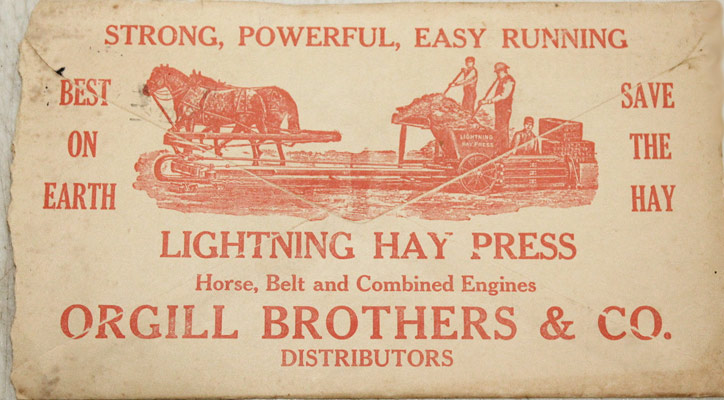 STRONG, POWERFUL, EASY RUNNING
BEST
ON
EARTH
LIGHTNING
HAY PRESS
SAVE
THE
HAY
LIGHTNING HAY PRESS
Horse, Belt and Combined Engines
ORGILL BROTHERS & CO.
DISTRIBUTORS